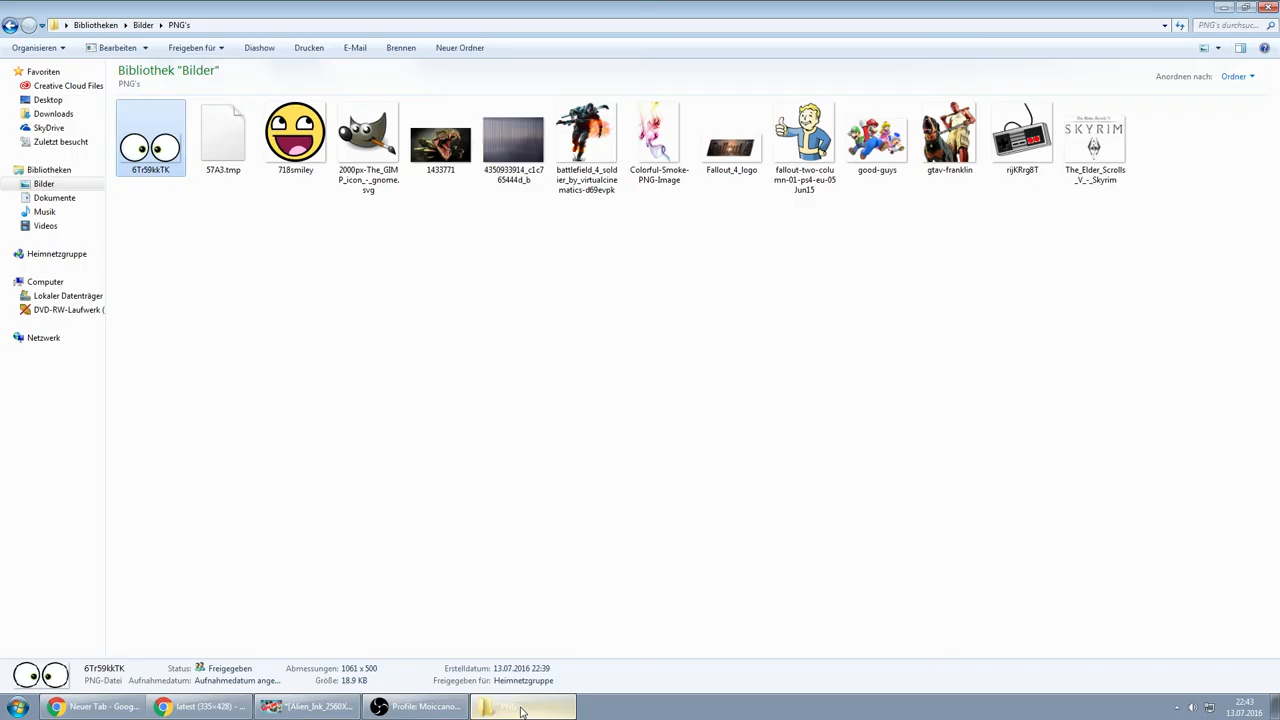 Bibliotheken Bilder PNG's
PNG's durchsuc...
Organisieren Bearbeiten Freigeben für Diashow Drucken E-Mail Brennen Neuer Ordner
Favoriten
Creative Cloud Files
Desktop
Downloads
SkyDrive
Zuletzt besucht
Bibliotheken
Bilder
Dokumente
Musik
Videos
Heimnetzgruppe
Computer
Lokaler Datenträger
DVD-RW-Laufwerk (
Netzwerk
Bibliothek "Bilder"
PNG's
Anordnen nach: Ordner
6Tr59kkTK
57A3.tmp
718smiley
2000px-The_GIM
P_icon_-_gnome.
svg
1433771
4350933914_c1c7
65444d_b
battlefield_4_sold
ier_by_virtualcine
matics-d69evpk
Colorful-Smoke-
PNG-Image
Fallout_4_logo
fallout-two-colu
mn-01-ps4-eu-05
Jun15
good-guys
gtav-franklin
rijKRrg8T
The_Elder_Scrolls
_V_-_Skyrim
SKYRIM
6Tr59kkTK Status: Freigegeben Abmessungen: 1061 x 500 Erstelldatum: 13.07.2016 22:39
PNG-Datei Aufnahmedatum: Aufnahmedatum ange... Größe: 18.9 KB Freigegeben für: Heimnetzgruppe
Neuer Tab - Goog... latest (335×428) - ... *[Alien_Ink_2560X... Profile: Moiccano...
22:43
13.07.2016